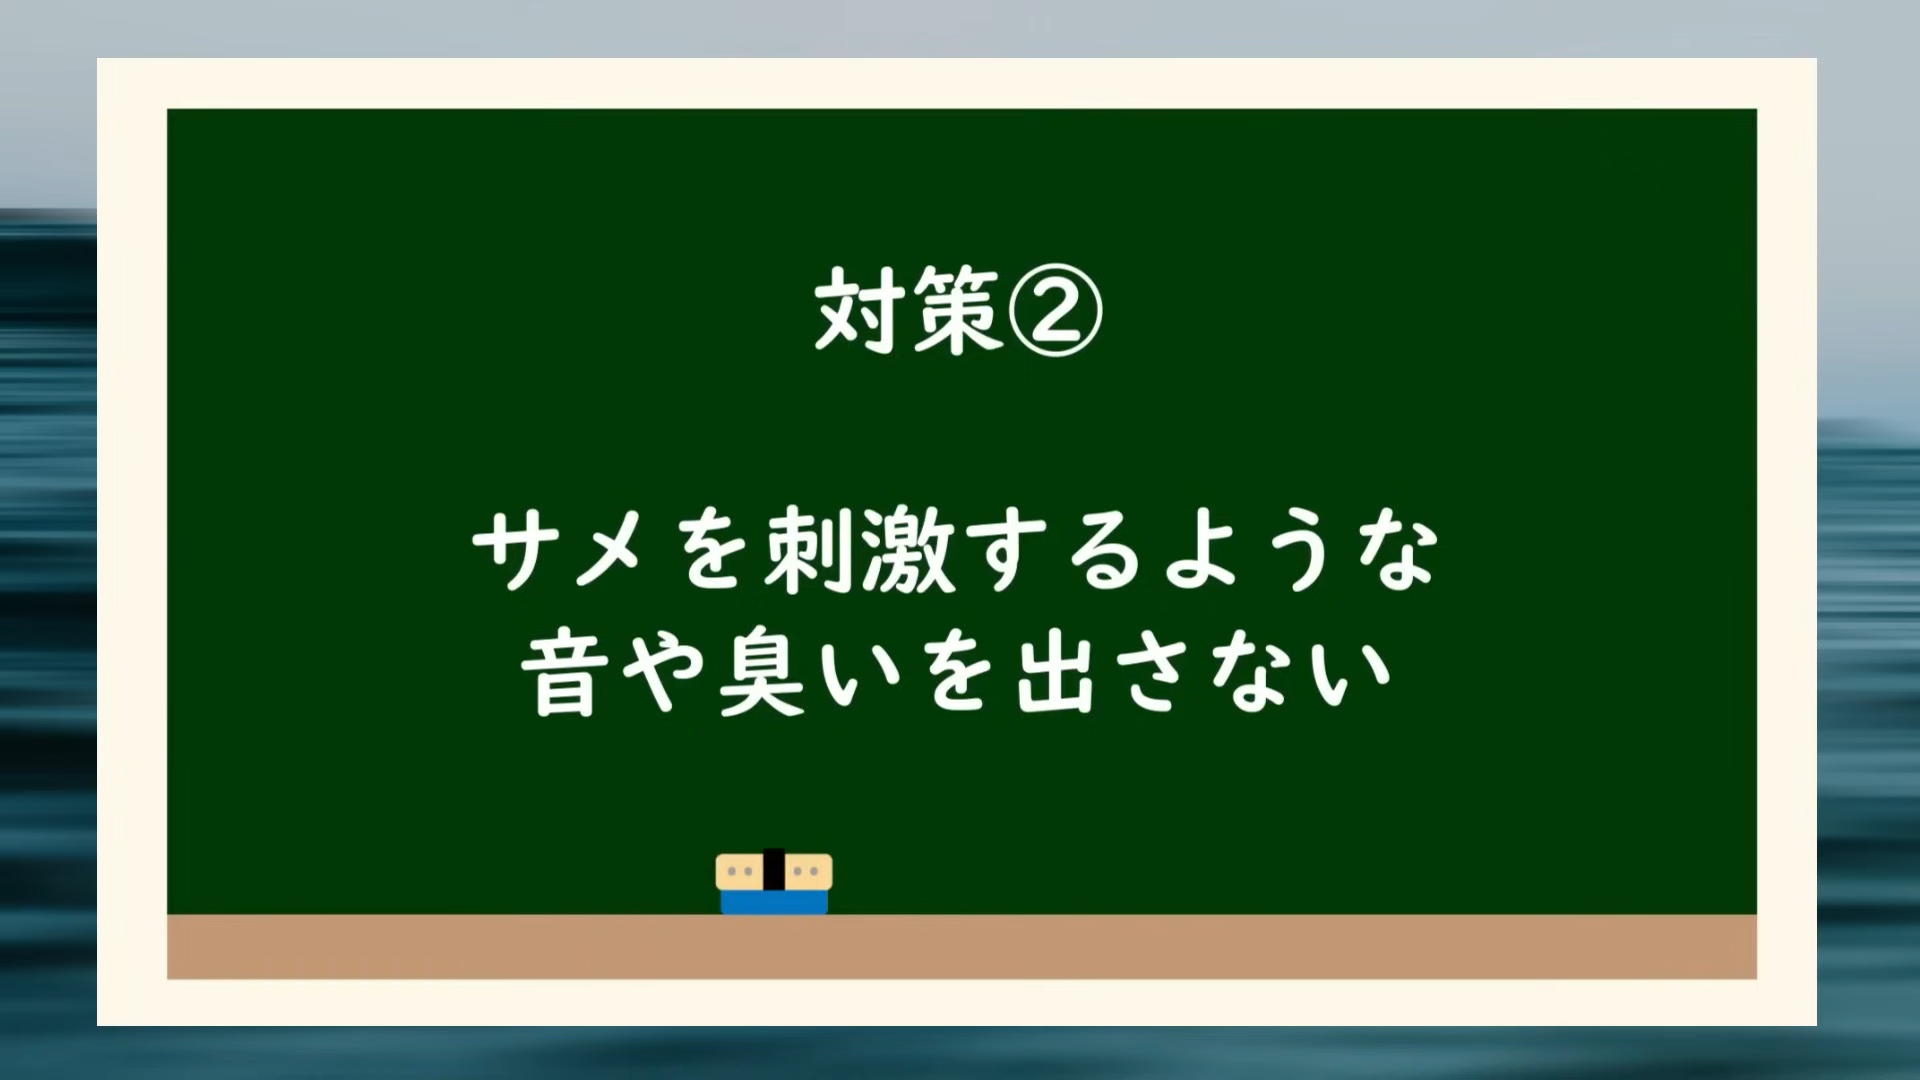 対策②
サメを刺激するような
音や臭いを出さない